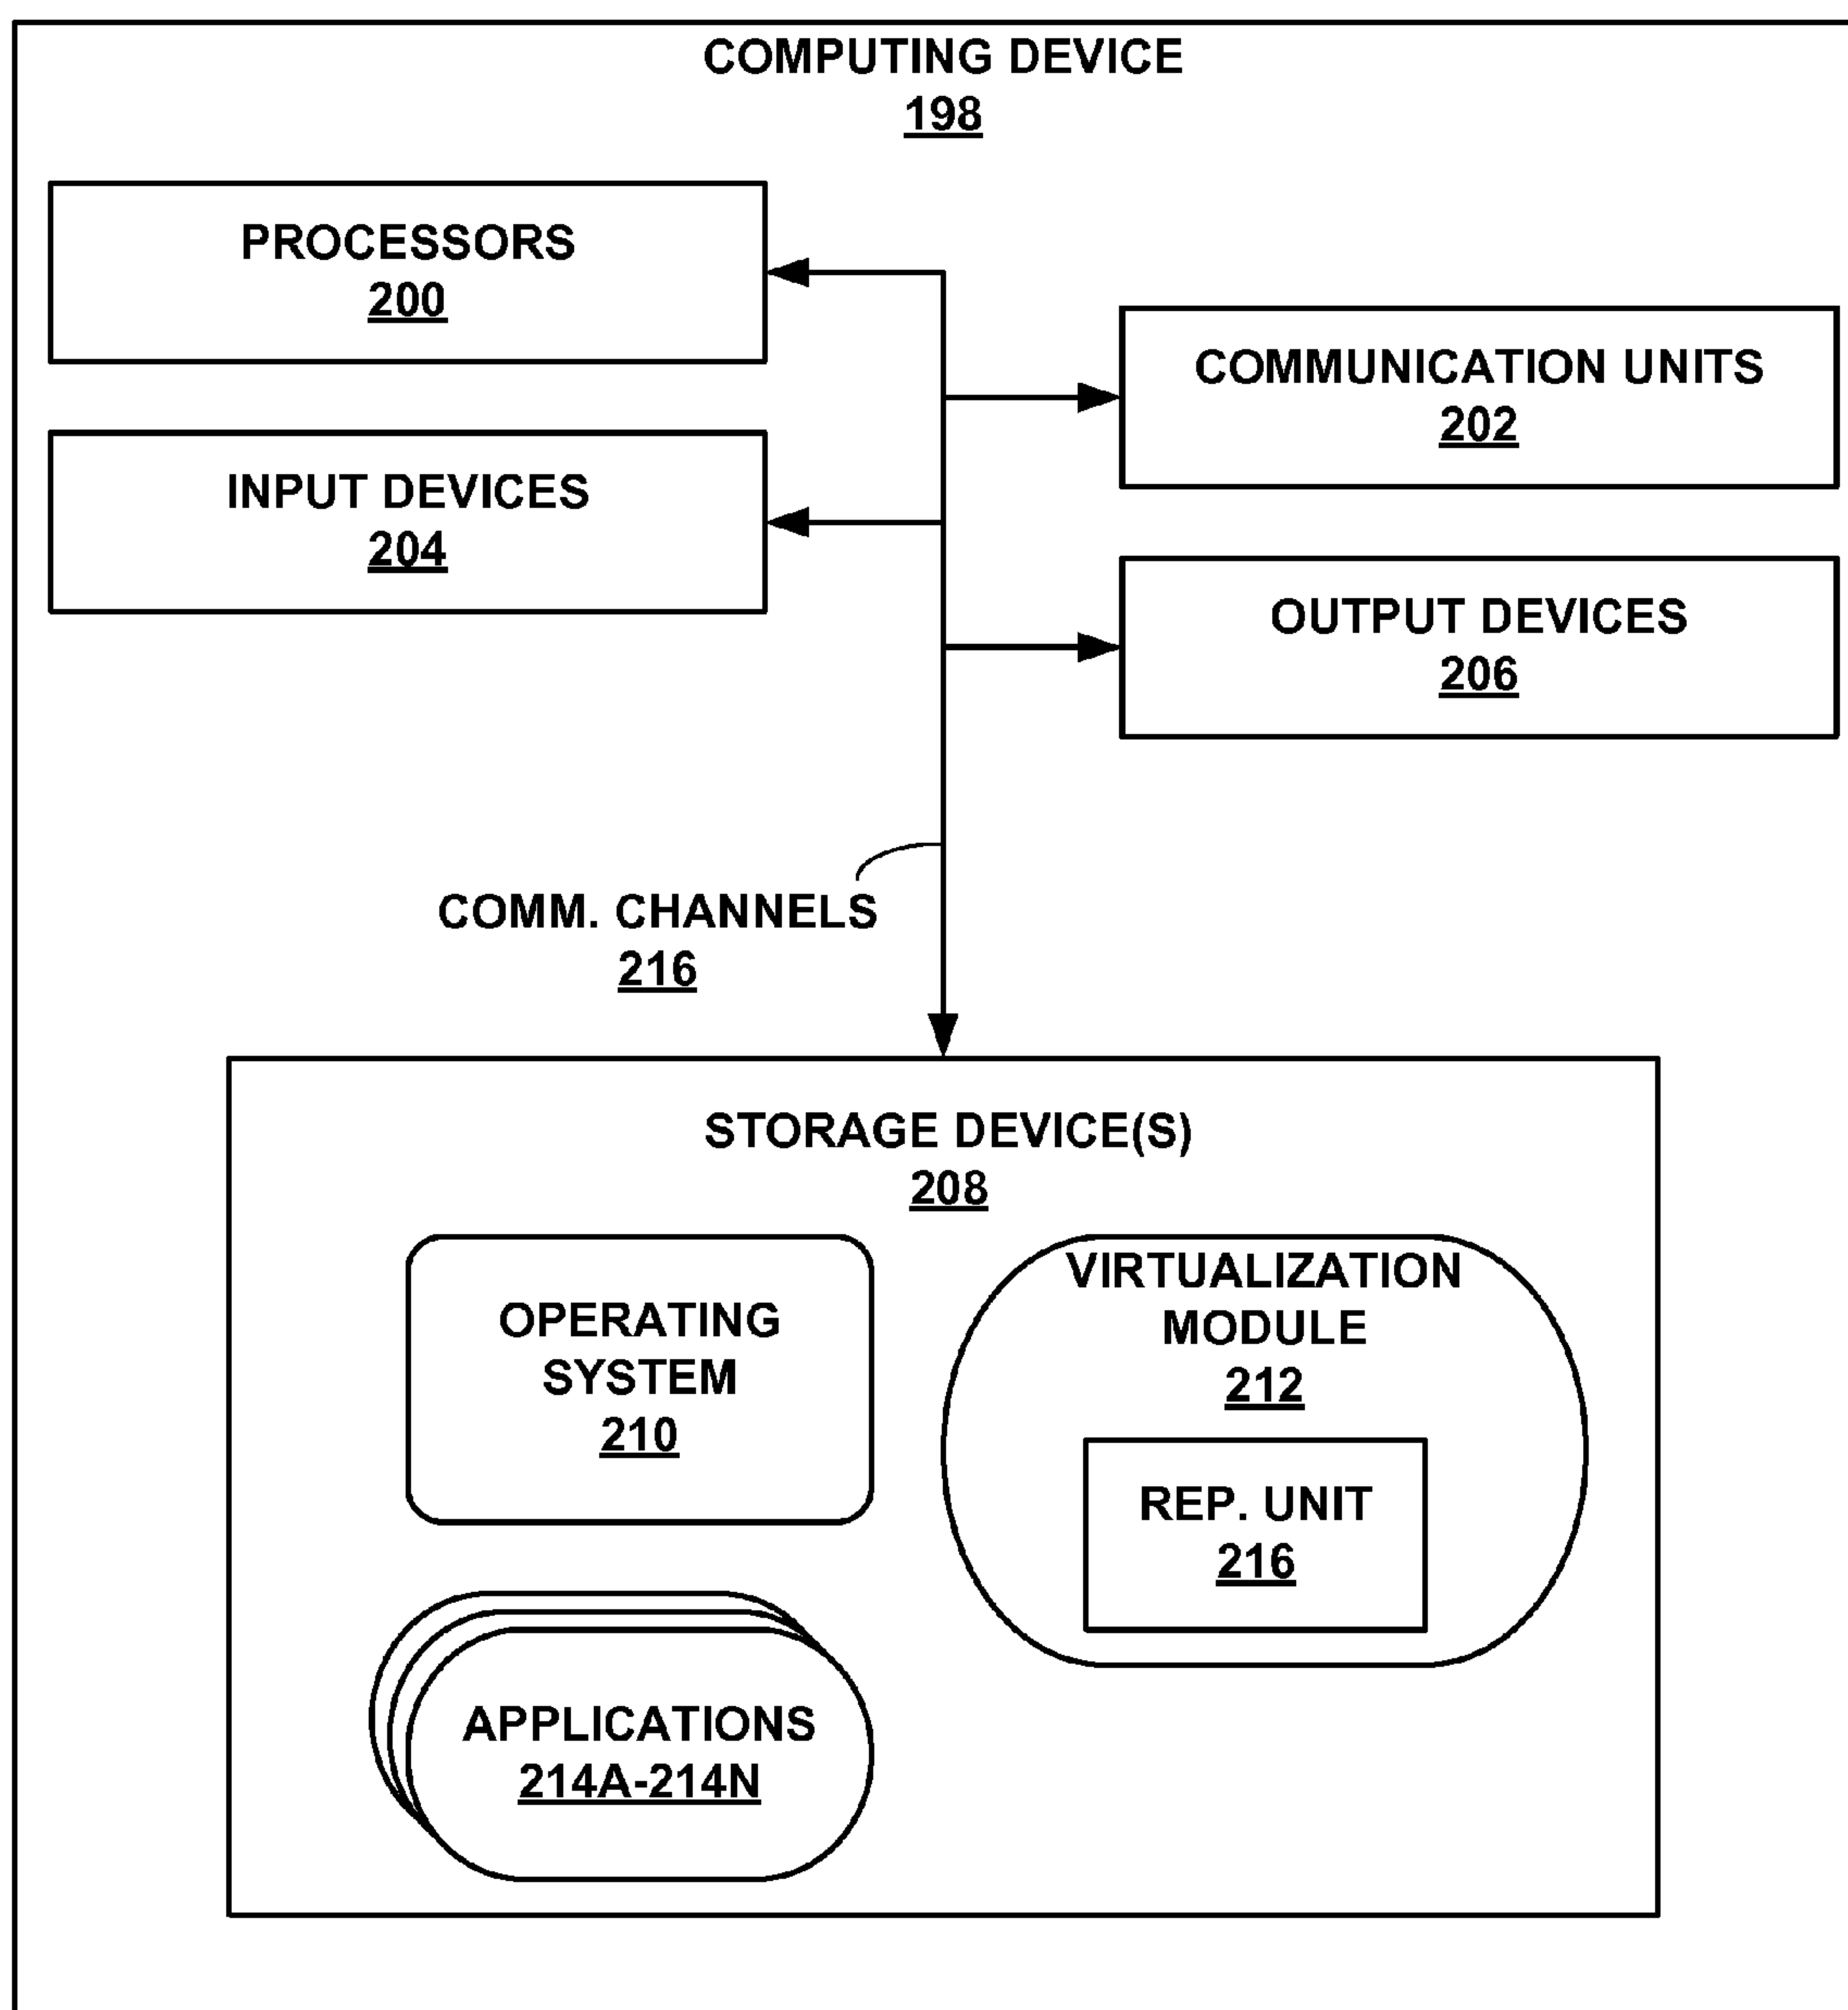 COMPUTING DEVICE
198
PROCESSORS
200
COMMUNICATION UNITS
202
INPUT DEVICES
204
OUTPUT DEVICES
206
COMM. CHANNELS
216
STORAGE DEVICE(S)
208
OPERATING
SYSTEM
210
VIRTUALIZATION
MODULE
212
REP. UNIT
216
APPLICATIONS
214A-214N